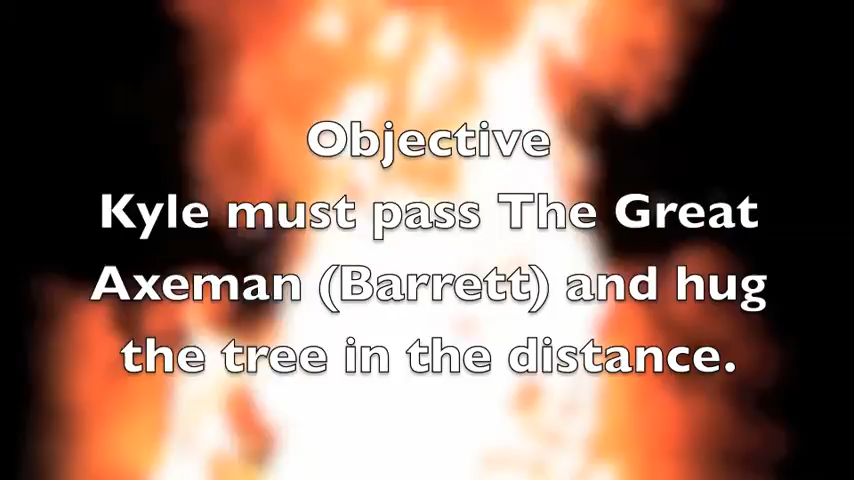 Objective
Kyle must pass The Great
Axeman (Barrett) and hug
the tree in the distance.